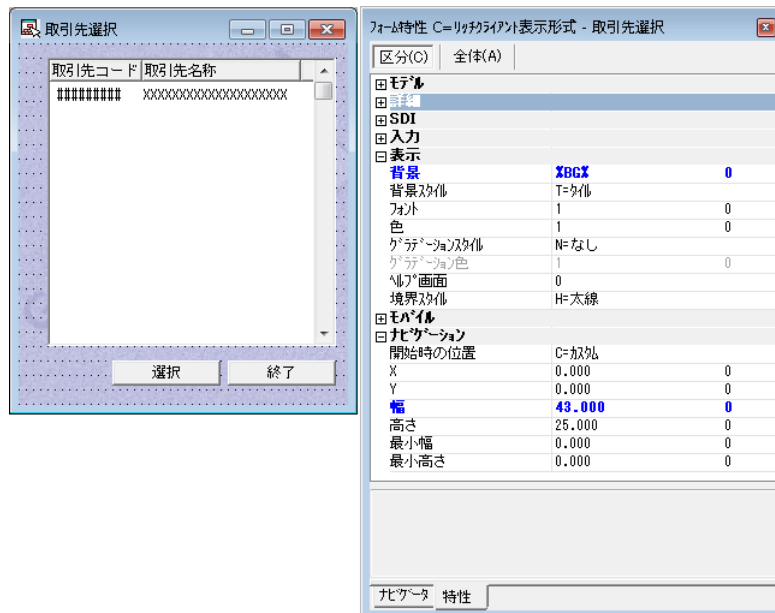 取引先選択
取引先コード 取引先名称
######### XXXXXXXXXXXXXXXXXXXX
選択 終了
ﾌｫｰﾑ特性 C=ﾘｯﾁｸﾗｲｱﾝﾄ表示形式 - 取引先選択
区分(C) 全体(A)
ﾓﾃﾞﾙ
詳細
SDI
入力
表示
背景 %BG% 0
背景ｽﾀｲﾙ T=ﾀｲﾙ
ﾌｫﾝﾄ 1 0
色 1 0
ｸﾞﾗﾃﾞｰｼｮﾝｽﾀｲﾙ N=なし
ｸﾞﾗﾃﾞｰｼｮﾝ色 1 0
ﾍﾙﾌﾟ画面 0
境界ｽﾀｲﾙ H=太線
ﾓﾊﾞｲﾙ
ﾅﾋﾞｹﾞｰｼｮﾝ
開始時の位置 C=ｶｽﾀﾑ
X 0.000 0
Y 0.000 0
幅 43.000 0
高さ 25.000 0
最小幅 0.000 0
最小高さ 0.000 0
ﾅﾋﾞｹﾞｰﾀ 特性